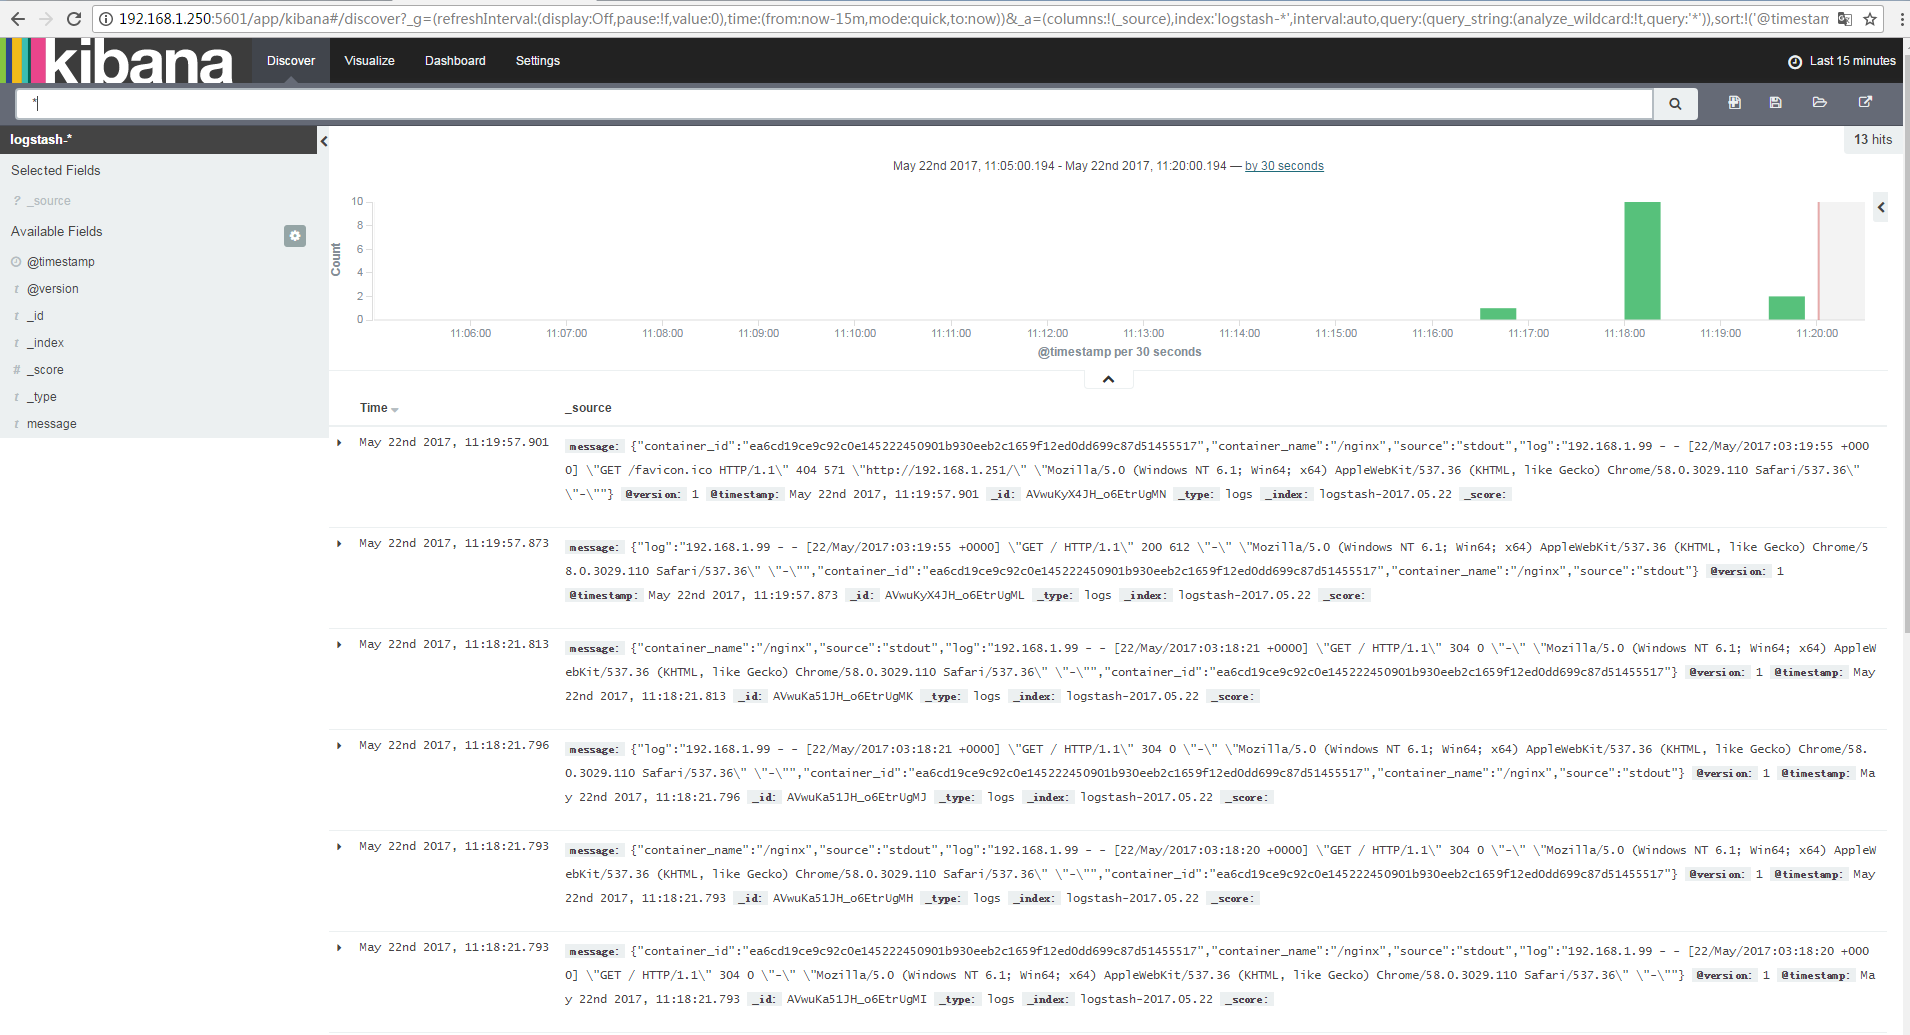 192.168.1.250:5601/app/kibana#/discover?_g=(refreshInterval:(display:Off,pause:!f,value:0),time:(from:now-15m,mode:quick,to:now))&_a=(columns:!(_source),index:'logstash-*',interval:auto,query:(query_string:(analyze_wildcard:!t,query:'*')),sort:!('@timestam
kibana
Discover
Visualize
Dashboard
Settings
Last 15 minutes
*
logstash-*
13 hits
Selected Fields
? _source
Available Fields
@timestamp
t @version
t _id
t _index
# _score
t _type
t message
May 22nd 2017, 11:05:00.194 - May 22nd 2017, 11:20:00.194 — by 30 seconds
Count
10
8
6
4
2
0
11:06:00 11:07:00 11:08:00 11:09:00 11:10:00 11:11:00 11:12:00 11:13:00 11:14:00 11:15:00 11:16:00 11:17:00 11:18:00 11:19:00 11:20:00
@timestamp per 30 seconds
Time _source
May 22nd 2017, 11:19:57.901
message: {"container_id":"ea6cd19ce9c92c0e145222450901b930eeb2c1659f12ed0dd699c87d51455517","container_name":"/nginx","source":"stdout","log":"192.168.1.99 - - [22/May/2017:03:19:55 +000
0] \"GET /favicon.ico HTTP/1.1\" 404 571 \"http://192.168.1.251/\" \"Mozilla/5.0 (Windows NT 6.1; Win64; x64) AppleWebKit/537.36 (KHTML, like Gecko) Chrome/58.0.3029.110 Safari/537.36\"
\"-\""} @version: 1 @timestamp: May 22nd 2017, 11:19:57.901 _id: AVwuKyX4JH_o6EtrUgMN _type: logs _index: logstash-2017.05.22 _score:
May 22nd 2017, 11:19:57.873
message: {"log":"192.168.1.99 - - [22/May/2017:03:19:55 +0000] \"GET / HTTP/1.1\" 200 612 \"-\" \"Mozilla/5.0 (Windows NT 6.1; Win64; x64) AppleWebKit/537.36 (KHTML, like Gecko) Chrome/5
8.0.3029.110 Safari/537.36\" \"-\"","container_id":"ea6cd19ce9c92c0e145222450901b930eeb2c1659f12ed0dd699c87d51455517","container_name":"/nginx","source":"stdout"} @version: 1
@timestamp: May 22nd 2017, 11:19:57.873 _id: AVwuKyX4JH_o6EtrUgML _type: logs _index: logstash-2017.05.22 _score:
May 22nd 2017, 11:18:21.813
message: {"container_name":"/nginx","source":"stdout","log":"192.168.1.99 - - [22/May/2017:03:18:21 +0000] \"GET / HTTP/1.1\" 304 0 \"-\" \"Mozilla/5.0 (Windows NT 6.1; Win64; x64) AppleW
ebKit/537.36 (KHTML, like Gecko) Chrome/58.0.3029.110 Safari/537.36\" \"-\"","container_id":"ea6cd19ce9c92c0e145222450901b930eeb2c1659f12ed0dd699c87d51455517"} @version: 1 @timestamp: May
22nd 2017, 11:18:21.813 _id: AVwuKa51JH_o6EtrUgMK _type: logs _index: logstash-2017.05.22 _score:
May 22nd 2017, 11:18:21.796
message: {"log":"192.168.1.99 - - [22/May/2017:03:18:21 +0000] \"GET / HTTP/1.1\" 304 0 \"-\" \"Mozilla/5.0 (Windows NT 6.1; Win64; x64) AppleWebKit/537.36 (KHTML, like Gecko) Chrome/58.
0.3029.110 Safari/537.36\" \"-\"","container_id":"ea6cd19ce9c92c0e145222450901b930eeb2c1659f12ed0dd699c87d51455517","container_name":"/nginx","source":"stdout"} @version: 1 @timestamp: Ma
y 22nd 2017, 11:18:21.796 _id: AVwuKa51JH_o6EtrUgMJ _type: logs _index: logstash-2017.05.22 _score:
May 22nd 2017, 11:18:21.793
message: {"container_name":"/nginx","source":"stdout","log":"192.168.1.99 - - [22/May/2017:03:18:20 +0000] \"GET / HTTP/1.1\" 304 0 \"-\" \"Mozilla/5.0 (Windows NT 6.1; Win64; x64) AppleW
ebKit/537.36 (KHTML, like Gecko) Chrome/58.0.3029.110 Safari/537.36\" \"-\"","container_id":"ea6cd19ce9c92c0e145222450901b930eeb2c1659f12ed0dd699c87d51455517"} @version: 1 @timestamp: May
22nd 2017, 11:18:21.793 _id: AVwuKa51JH_o6EtrUgMH _type: logs _index: logstash-2017.05.22 _score:
May 22nd 2017, 11:18:21.793
message: {"container_id":"ea6cd19ce9c92c0e145222450901b930eeb2c1659f12ed0dd699c87d51455517","container_name":"/nginx","source":"stdout","log":"192.168.1.99 - - [22/May/2017:03:18:20 +000
0] \"GET / HTTP/1.1\" 304 0 \"-\" \"Mozilla/5.0 (Windows NT 6.1; Win64; x64) AppleWebKit/537.36 (KHTML, like Gecko) Chrome/58.0.3029.110 Safari/537.36\" \"-\""} @version: 1 @timestamp: Ma
y 22nd 2017, 11:18:21.793 _id: AVwuKa51JH_o6EtrUgMI _type: logs _index: logstash-2017.05.22 _score: